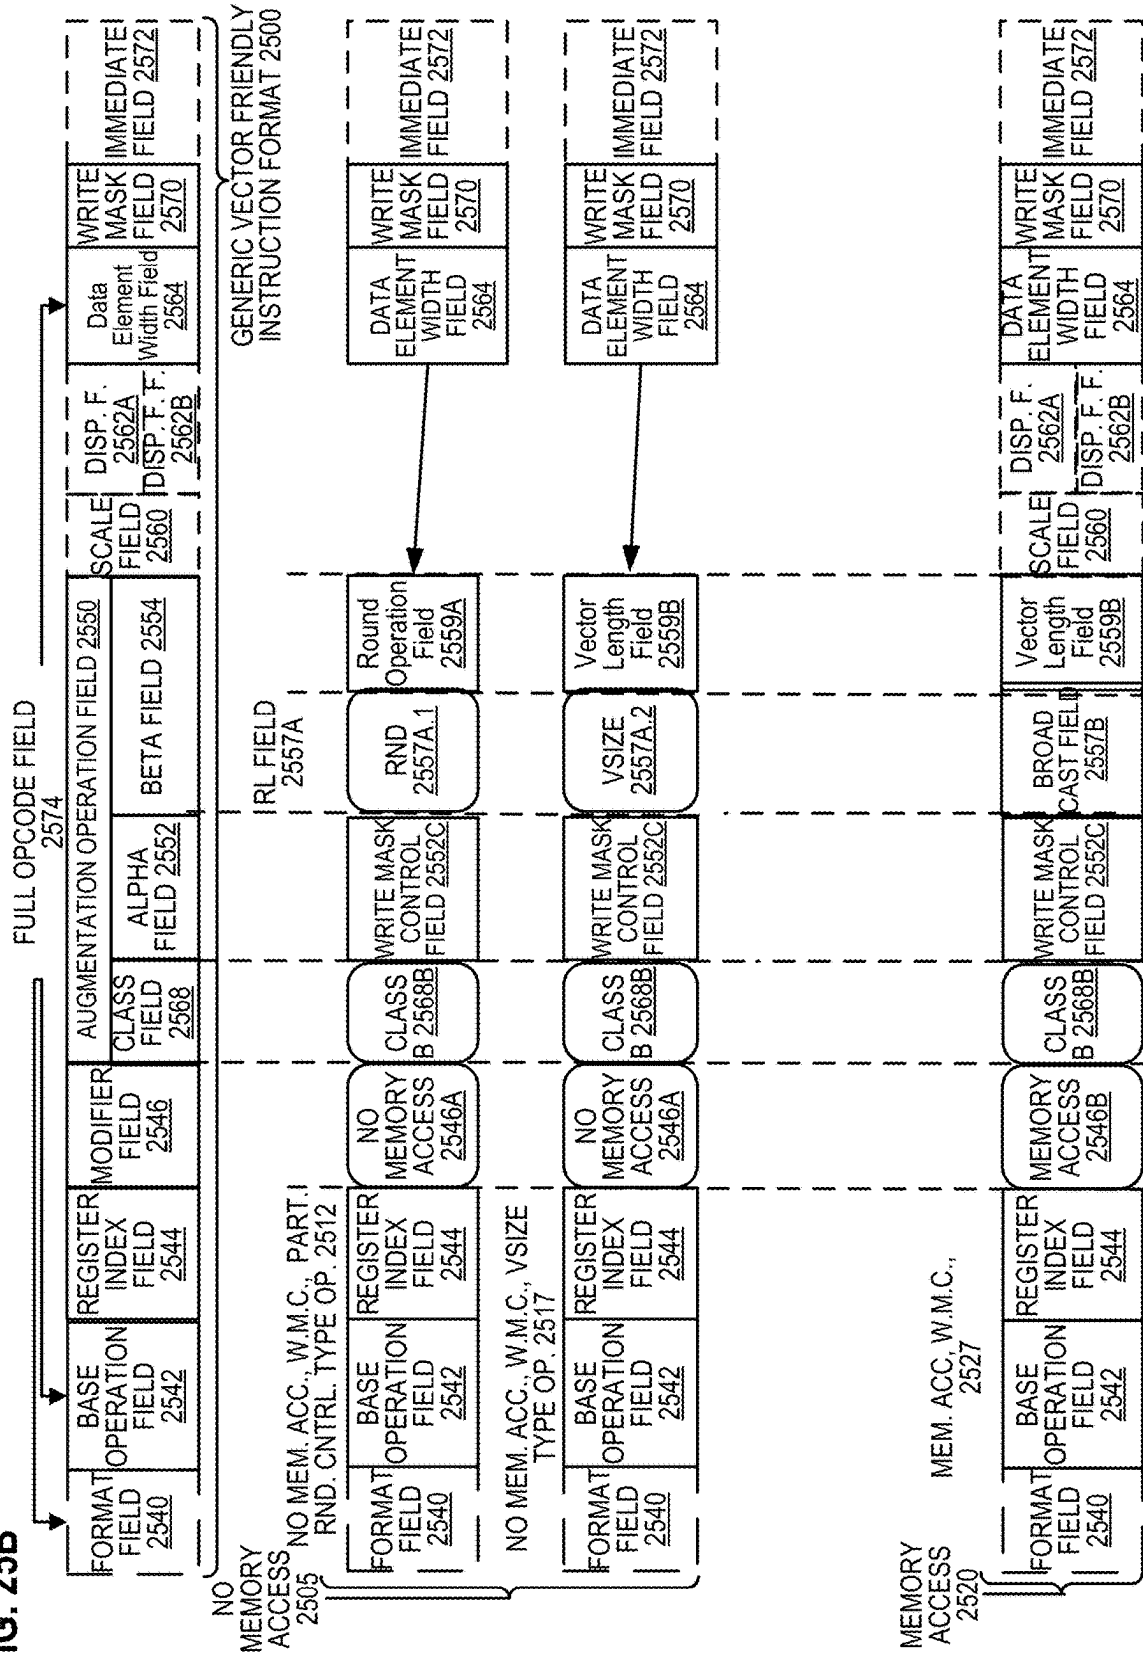 IG. 25B
FULL OPCODE FIELD
2574
FORMAT
FIELD
2540
BASE
OPERATION
FIELD
2542
REGISTER
INDEX
FIELD
2544
MODIFIER
FIELD
2546
AUGMENTATION OPERATION FIELD 2550
CLASS
FIELD
2568
ALPHA
FIELD 2552
BETA FIELD 2554
SCALE
FIELD
2560
DISP. F.
2562A
DISP. F. F.
2562B
Data
Element
Width Field
2564
WRITE
MASK
FIELD
2570
IMMEDIATE
FIELD 2572
GENERIC VECTOR FRIENDLY
INSTRUCTION FORMAT 2500
NO
MEMORY
ACCESS
2505
NO MEM. ACC., W.M.C., PART.
RND. CNTRL. TYPE OP. 2512
IRL FIELD
2557A
FORMAT
FIELD
2540
BASE
OPERATION
FIELD
2542
REGISTER
INDEX
FIELD
2544
NO
MEMORY
ACCESS
2546A
CLASS
B 2568B
WRITE MASK
CONTROL
FIELD 2552C
RND
2557A.1
Round
Operation
Field
2559A
DATA
ELEMENT
WIDTH
FIELD
2564
WRITE
MASK
FIELD
2570
IMMEDIATE
FIELD 2572
NO MEM. ACC., W.M.C., VSIZE
TYPE OP. 2517
FORMAT
FIELD
2540
BASE
OPERATION
FIELD
2542
REGISTER
INDEX
FIELD
2544
NO
MEMORY
ACCESS
2546A
CLASS
B 2568B
WRITE MASK
CONTROL
FIELD 2552C
VSIZE
2557A.2
Vector
Length
Field
2559B
DATA
ELEMENT
WIDTH
FIELD
2564
WRITE
MASK
FIELD
2570
IMMEDIATE
FIELD 2572
MEMORY
ACCESS
2520
MEM. ACC, W.M.C.,
2527
FORMAT
FIELD
2540
BASE
OPERATION
FIELD
2542
REGISTER
INDEX
FIELD
2544
MEMORY
ACCESS
2546B
CLASS
B 2568B
WRITE MASK
CONTROL
FIELD 2552C
BROAD
CAST FIELD
2557B
Vector
Length
Field
2559B
SCALE
FIELD
2560
DISP. F.
2562A
DISP. F. F.
2562B
DATA
ELEMENT
WIDTH
FIELD
2564
WRITE
MASK
FIELD
2570
IMMEDIATE
FIELD 2572